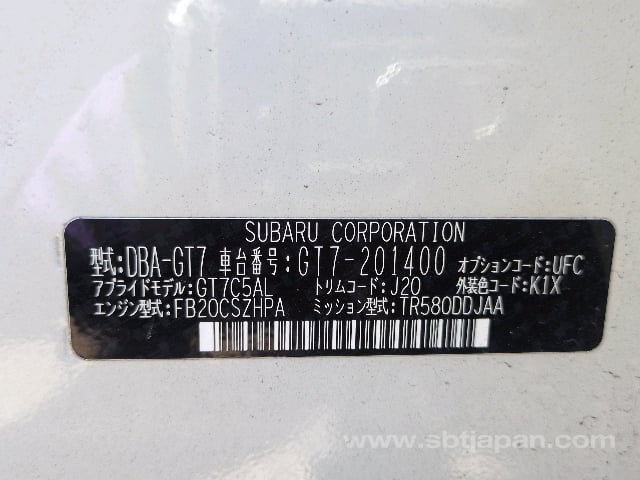 SUBARU CORPORATION
型式:DBA-GT7 車台番号:GT7-201400 オプションコード:UFC
アプライドモデル:GT7C5AL トリムコード:J20 外装色コード:K1X
エンジン型式:FB20CSZHPA ミッション型式:TR580DDJAA
www.sbtjapan.com